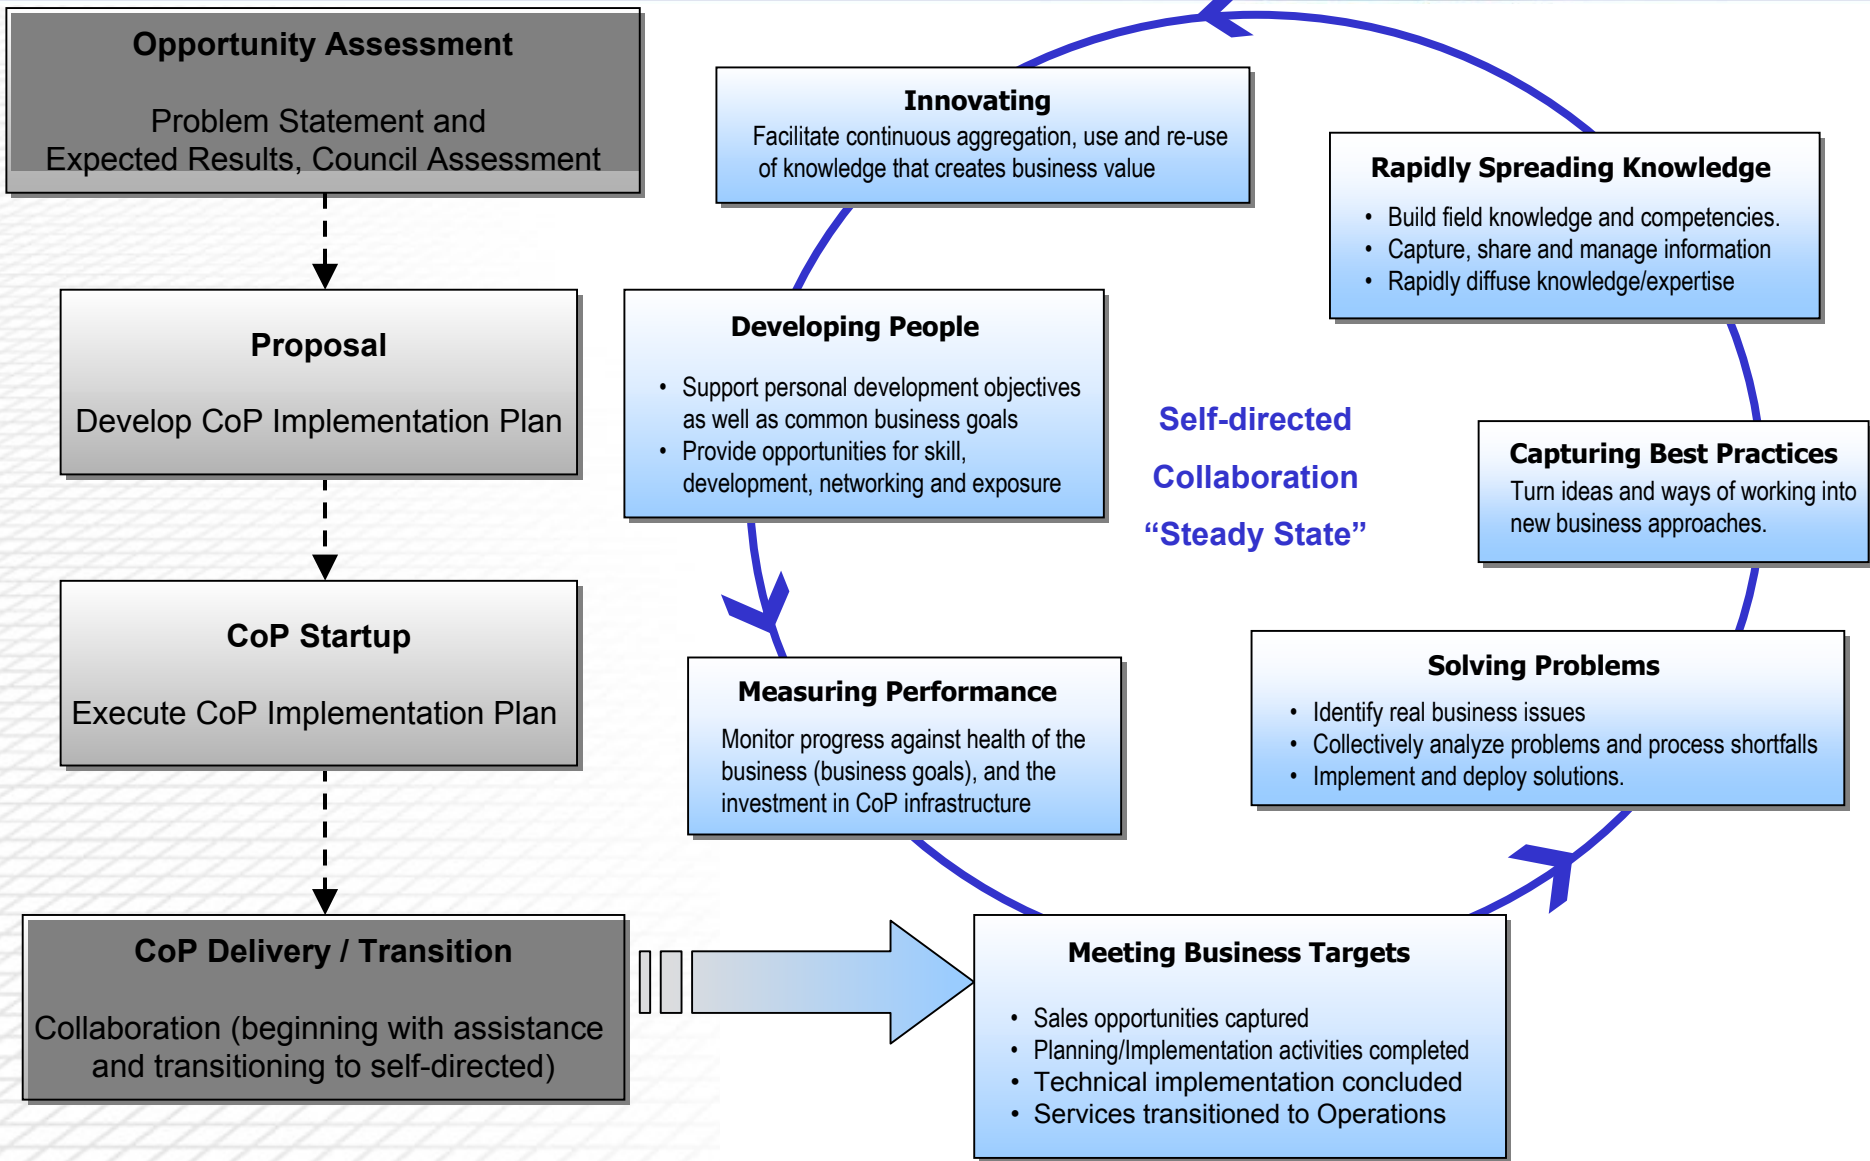 Opportunity Assessment
Problem Statement and
Expected Results, Council Assessment
Proposal
Develop CoP Implementation Plan
CoP Startup
Execute CoP Implementation Plan
CoP Delivery / Transition
Collaboration (beginning with assistance
and transitioning to self-directed)
Innovating
Facilitate continuous aggregation, use and re-use
of knowledge that creates business value
Rapidly Spreading Knowledge
• Build field knowledge and competencies.
• Capture, share and manage information
• Rapidly diffuse knowledge/expertise
Developing People
• Support personal development objectives
as well as common business goals
• Provide opportunities for skill,
development, networking and exposure
Self-directed
Collaboration
“Steady State”
Capturing Best Practices
Turn ideas and ways of working into
new business approaches.
Measuring Performance
Monitor progress against health of the
business (business goals), and the
investment in CoP infrastructure
Solving Problems
• Identify real business issues
• Collectively analyze problems and process shortfalls
• Implement and deploy solutions.
Meeting Business Targets
• Sales opportunities captured
• Planning/Implementation activities completed
• Technical implementation concluded
• Services transitioned to Operations